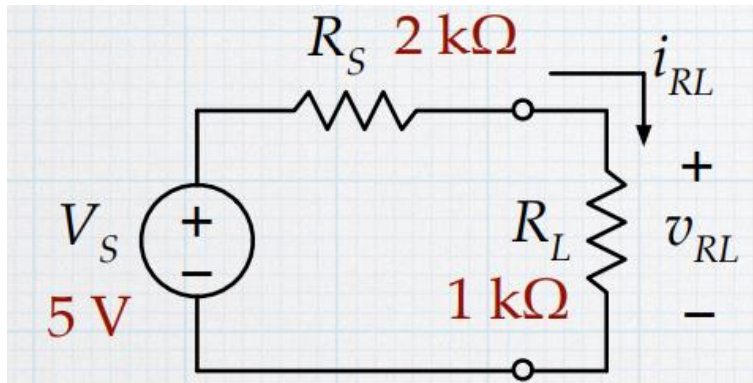 R_S 2 kΩ
i_RL
V_S
+
−
5 V
R_L
1 kΩ
+
v_RL
−